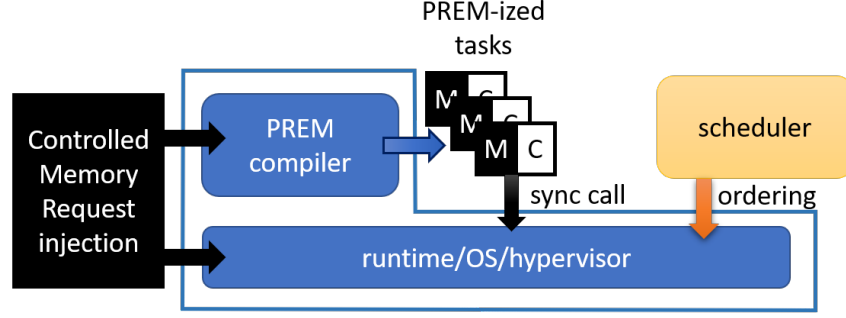 PREM-ized
tasks
Controlled
Memory
Request
injection
PREM
compiler
M C
M C
M C
scheduler
sync call
ordering
runtime/OS/hypervisor